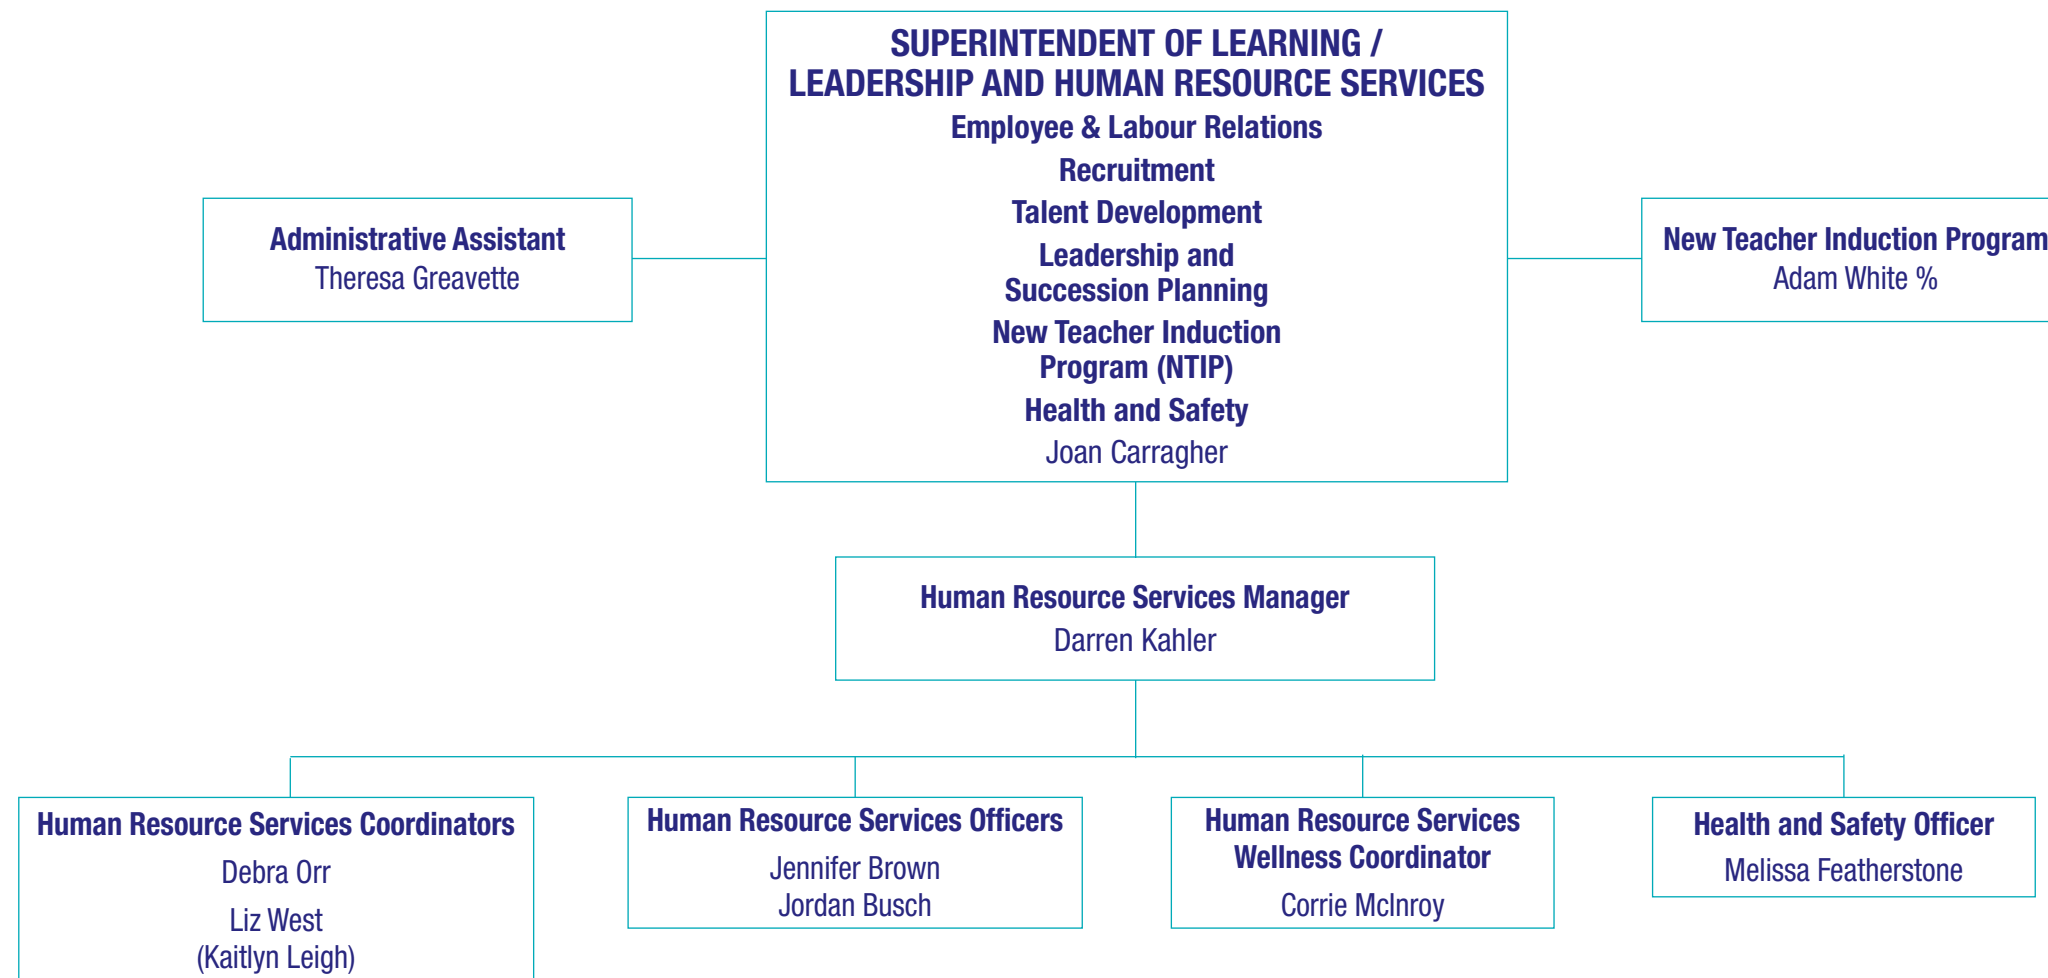 SUPERINTENDENT OF LEARNING /
LEADERSHIP AND HUMAN RESOURCE SERVICES
Employee & Labour Relations
Recruitment
Talent Development
Leadership and
Succession Planning
New Teacher Induction
Program (NTIP)
Health and Safety
Joan Carragher
Administrative Assistant
Theresa Greavette
New Teacher Induction Program
Adam White %
Human Resource Services Manager
Darren Kahler
Human Resource Services Coordinators
Debra Orr
Liz West
(Kaitlyn Leigh)
Human Resource Services Officers
Jennifer Brown
Jordan Busch
Human Resource Services
Wellness Coordinator
Corrie McInroy
Health and Safety Officer
Melissa Featherstone